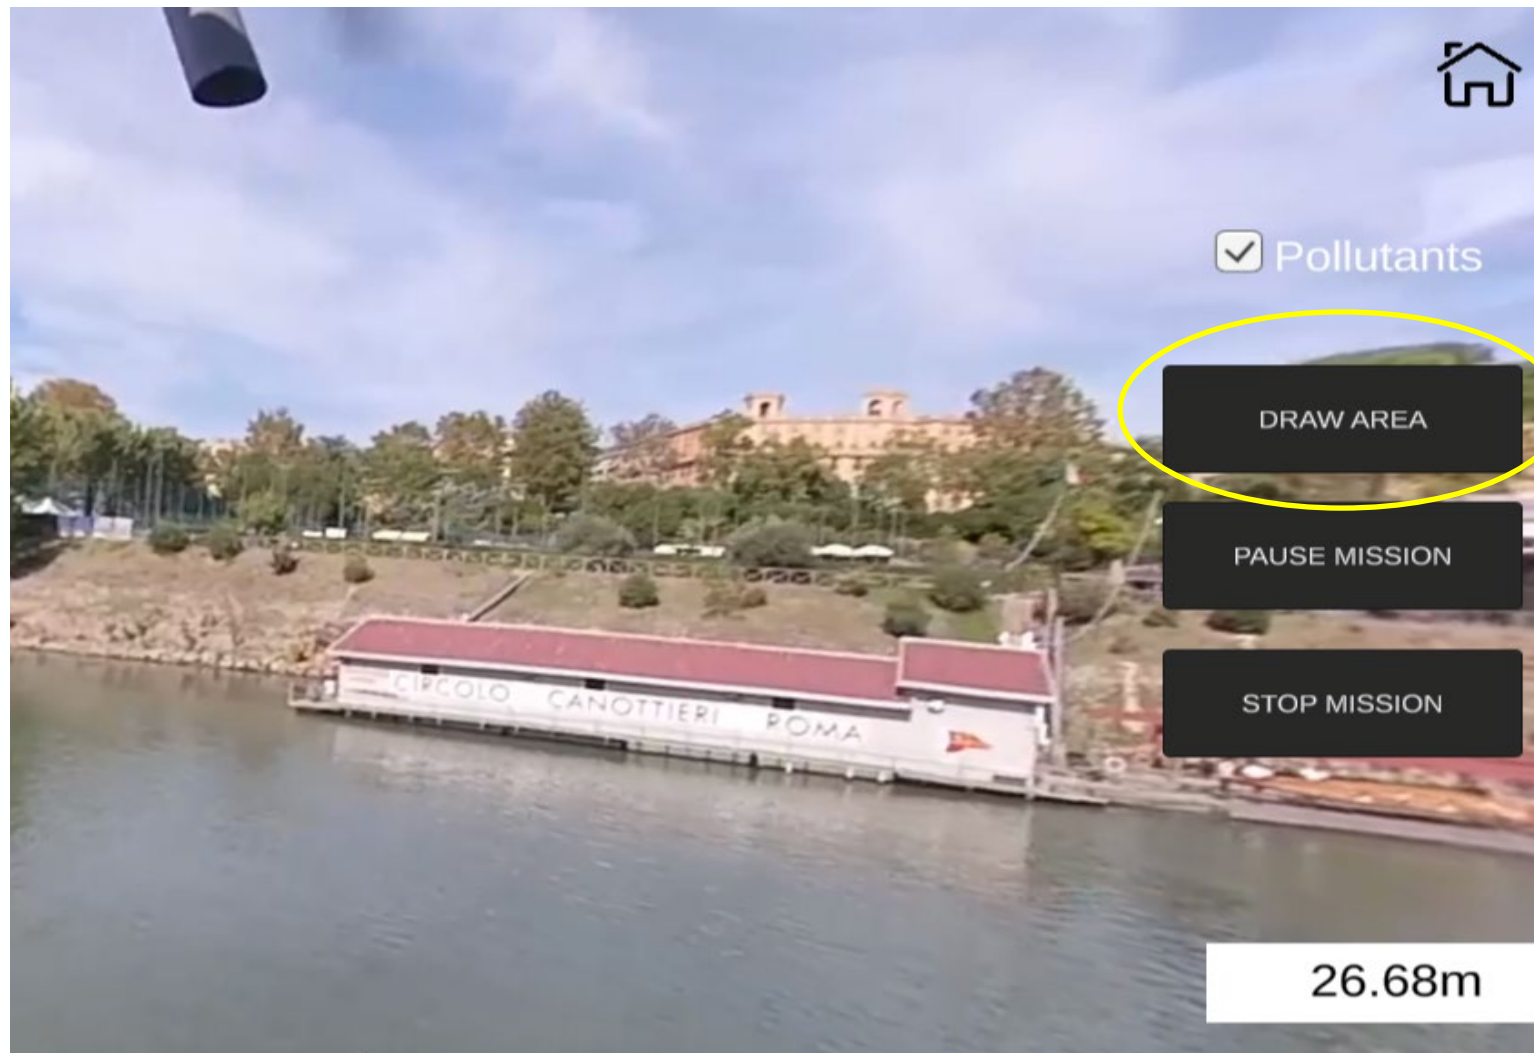 Pollutants
DRAW AREA
PAUSE MISSION
STOP MISSION
CIRCOLO CANOTTIERI ROMA
26.68m